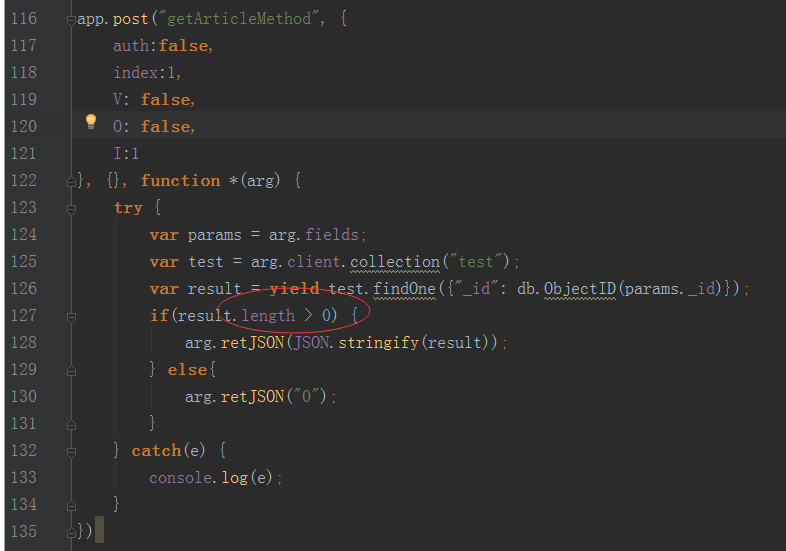 116 app.post("getArticleMethod", {
117 auth:false,
118 index:1,
119 V: false,
120 O: false,
121 I:1
122 }, {}, function *(arg) {
123 try {
124 var params = arg.fields;
125 var test = arg.client.collection("test");
126 var result = yield test.findOne({"_id": db.ObjectID(params._id)});
127 if(result.length > 0) {
128 arg.retJSON(JSON.stringify(result));
129 } else{
130 arg.retJSON("0");
131 }
132 } catch(e) {
133 console.log(e);
134 }
135 })